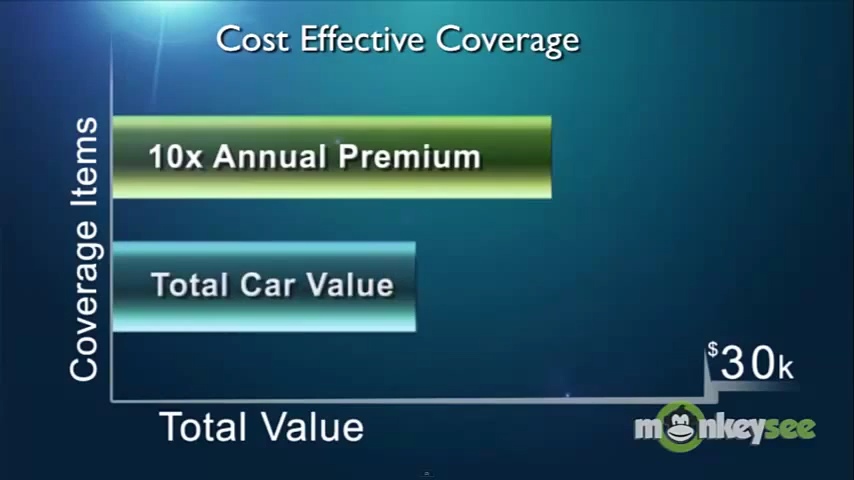 Cost Effective Coverage
Coverage Items
10x Annual Premium
Total Car Value
$30k
Total Value
monkeysee